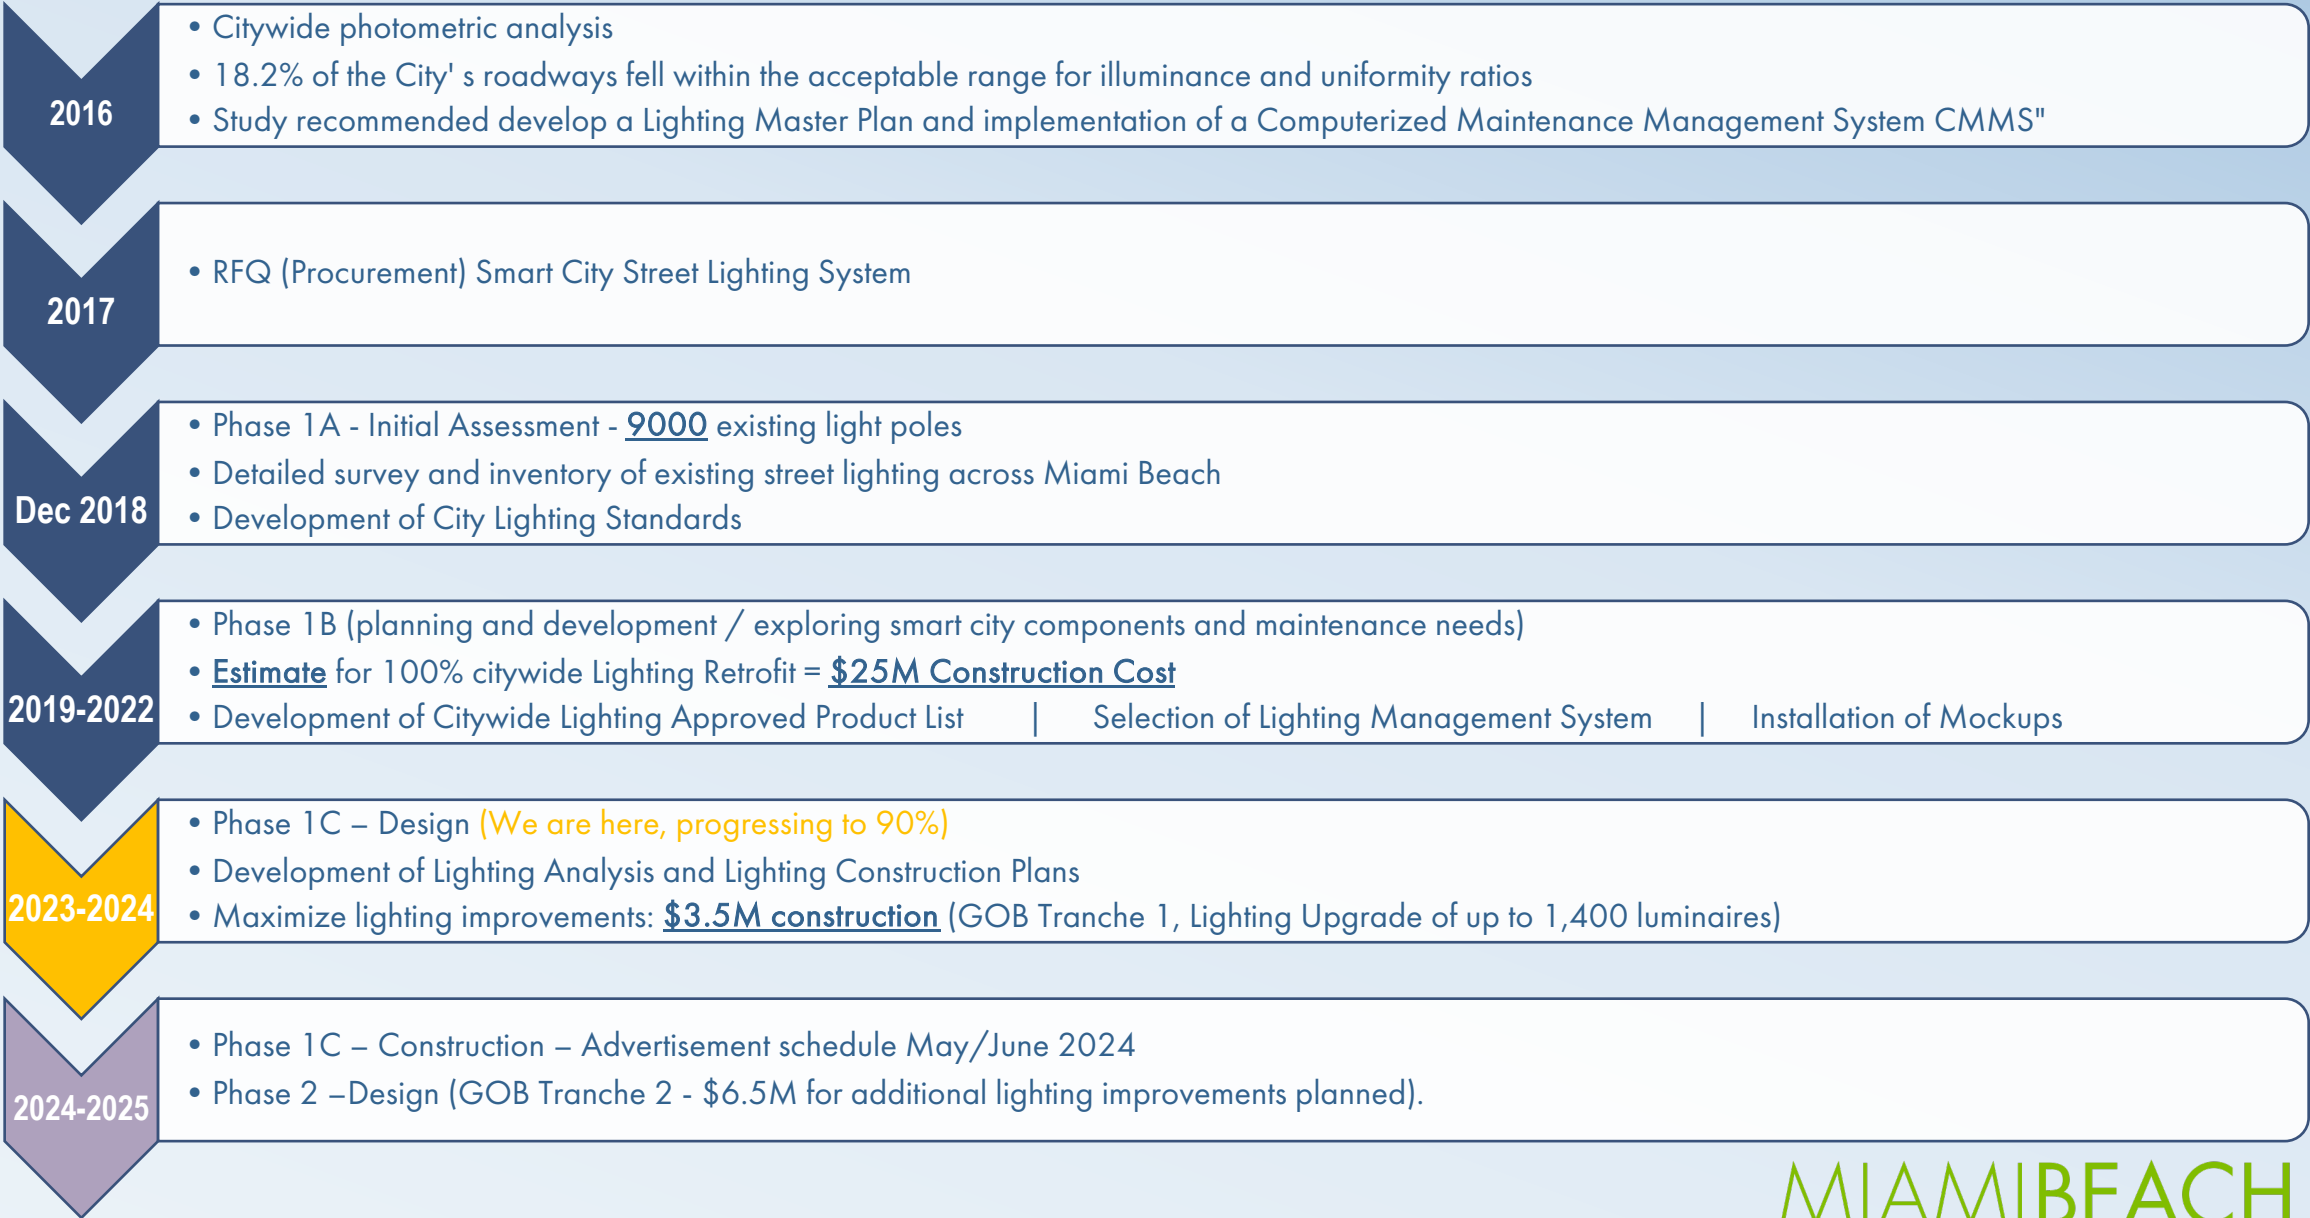 2016
• Citywide photometric analysis
• 18.2% of the City' s roadways fell within the acceptable range for illuminance and uniformity ratios
• Study recommended develop a Lighting Master Plan and implementation of a Computerized Maintenance Management System CMMS"
2017
• RFQ (Procurement) Smart City Street Lighting System
Dec 2018
• Phase 1A - Initial Assessment - 9000 existing light poles
• Detailed survey and inventory of existing street lighting across Miami Beach
• Development of City Lighting Standards
2019-2022
• Phase 1B (planning and development / exploring smart city components and maintenance needs)
• Estimate for 100% citywide Lighting Retrofit = $25M Construction Cost
• Development of Citywide Lighting Approved Product List | Selection of Lighting Management System | Installation of Mockups
2023-2024
• Phase 1C – Design (We are here, progressing to 90%)
• Development of Lighting Analysis and Lighting Construction Plans
• Maximize lighting improvements: $3.5M construction (GOB Tranche 1, Lighting Upgrade of up to 1,400 luminaires)
2024-2025
• Phase 1C – Construction – Advertisement schedule May/June 2024
• Phase 2 –Design (GOB Tranche 2 - $6.5M for additional lighting improvements planned).
MIAMIBEACH